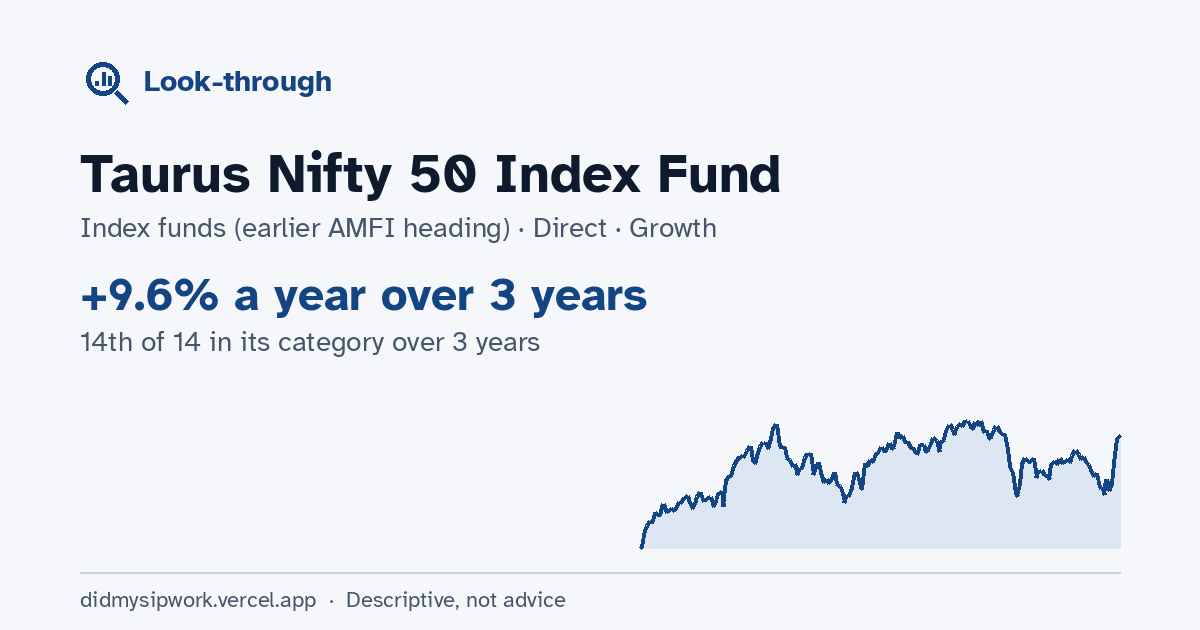 Look-through
Taurus Nifty 50 Index Fund
Index funds (earlier AMFI heading) · Direct · Growth
+9.6% a year over 3 years
14th of 14 in its category over 3 years
didmysipwork.vercel.app · Descriptive, not advice